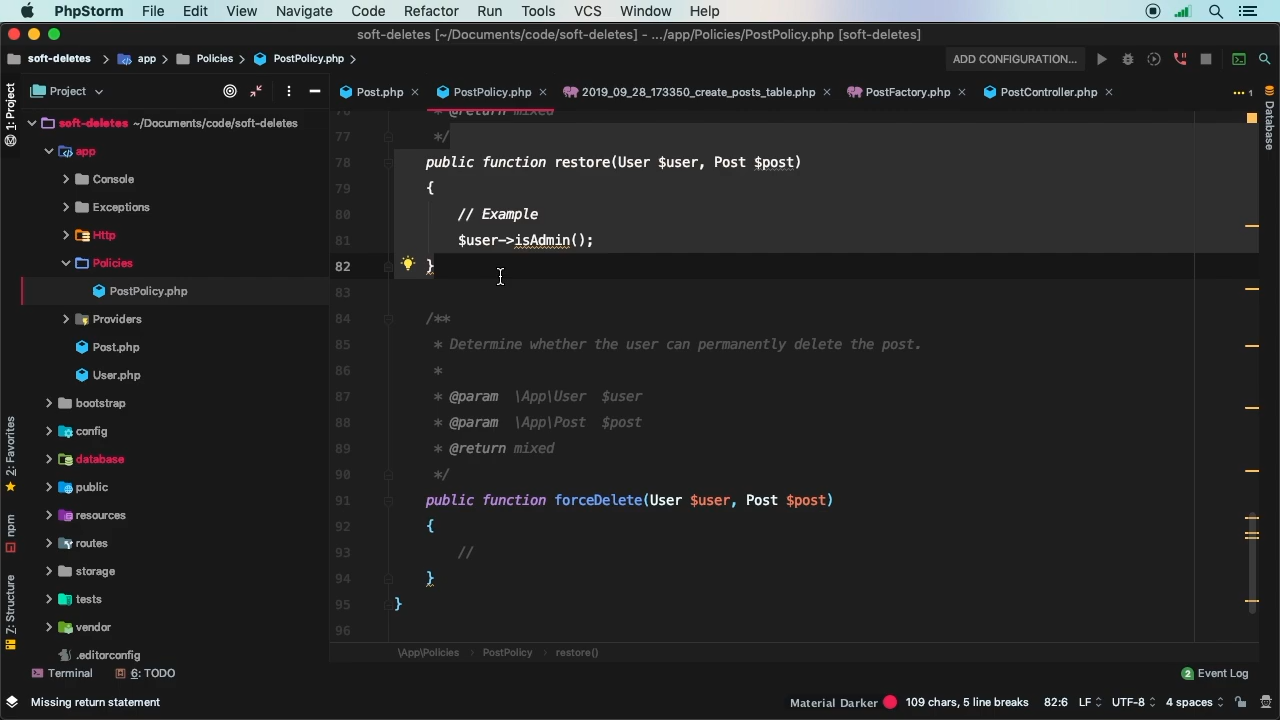 PhpStorm File Edit View Navigate Code Refactor Run Tools VCS Window Help
soft-deletes [~/Documents/code/soft-deletes] - .../app/Policies/PostPolicy.php [soft-deletes]
soft-deletes app Policies PostPolicy.php ADD CONFIGURATION...
1: Project
Project
Post.php PostPolicy.php 2019_09_28_173350_create_posts_table.php PostFactory.php PostController.php 1
Database
soft-deletes ~/Documents/code/soft-deletes
app
Console
Exceptions
Http
Policies
PostPolicy.php
Providers
Post.php
User.php
bootstrap
config
database
public
resources
routes
storage
tests
vendor
.editorconfig
2: Favorites
npm
7: Structure
76 * @return mixed
77 */
78 public function restore(User $user, Post $post)
79 {
80 // Example
81 $user->isAdmin();
82 }
83
84 /**
85 * Determine whether the user can permanently delete the post.
86 *
87 * @param \App\User $user
88 * @param \App\Post $post
89 * @return mixed
90 */
91 public function forceDelete(User $user, Post $post)
92 {
93 //
94 }
95 }
96
\App\Policies PostPolicy restore()
Terminal 6: TODO 2 Event Log
Missing return statement Material Darker 109 chars, 5 line breaks 82:6 LF UTF-8 4 spaces